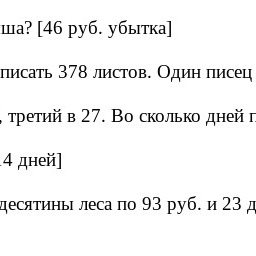 ша? [46 руб. убытка]
писать 378 листов. Один писец
, третий в 27. Во сколько дней
4 дней]
десятины леса по 93 руб. и 23